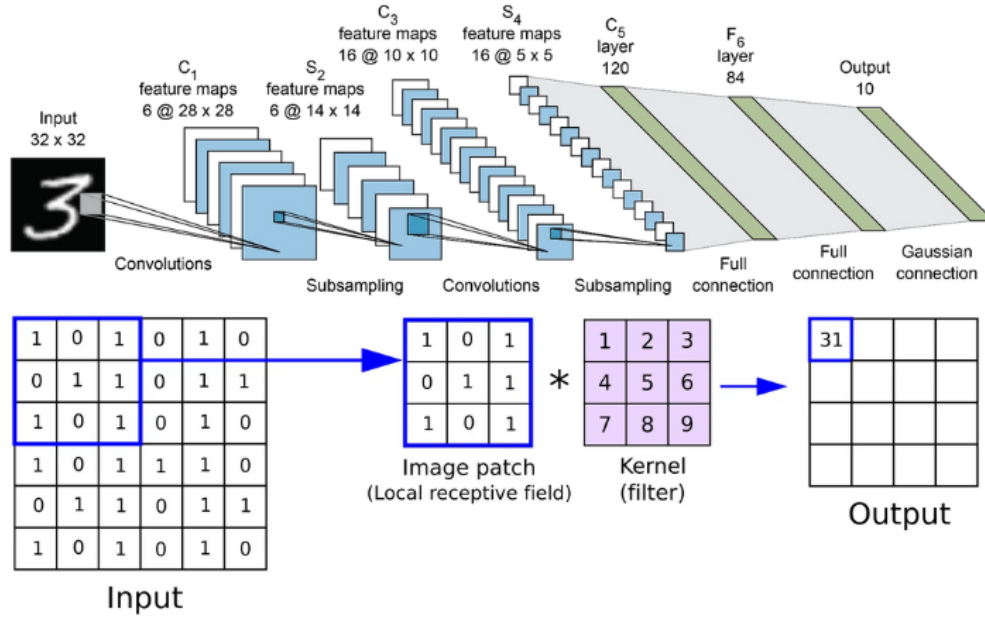 Input
32 x 32
C1
feature maps
6 @ 28 x 28
S2
feature maps
6 @ 14 x 14
C3
feature maps
16 @ 10 x 10
S4
feature maps
16 @ 5 x 5
C5
layer
120
F6
layer
84
Output
10
3
Convolutions
Subsampling
Convolutions
Subsampling
Full
connection
Full
connection
Gaussian
connection
1 0 1 0 1 0
0 1 1 0 1 1
1 0 1 0 1 0
1 0 1 1 1 0
0 1 1 0 1 1
1 0 1 0 1 0
Input
1 0 1
0 1 1
1 0 1
Image patch
(Local receptive field)
*
1 2 3
4 5 6
7 8 9
Kernel
(filter)
31
Output